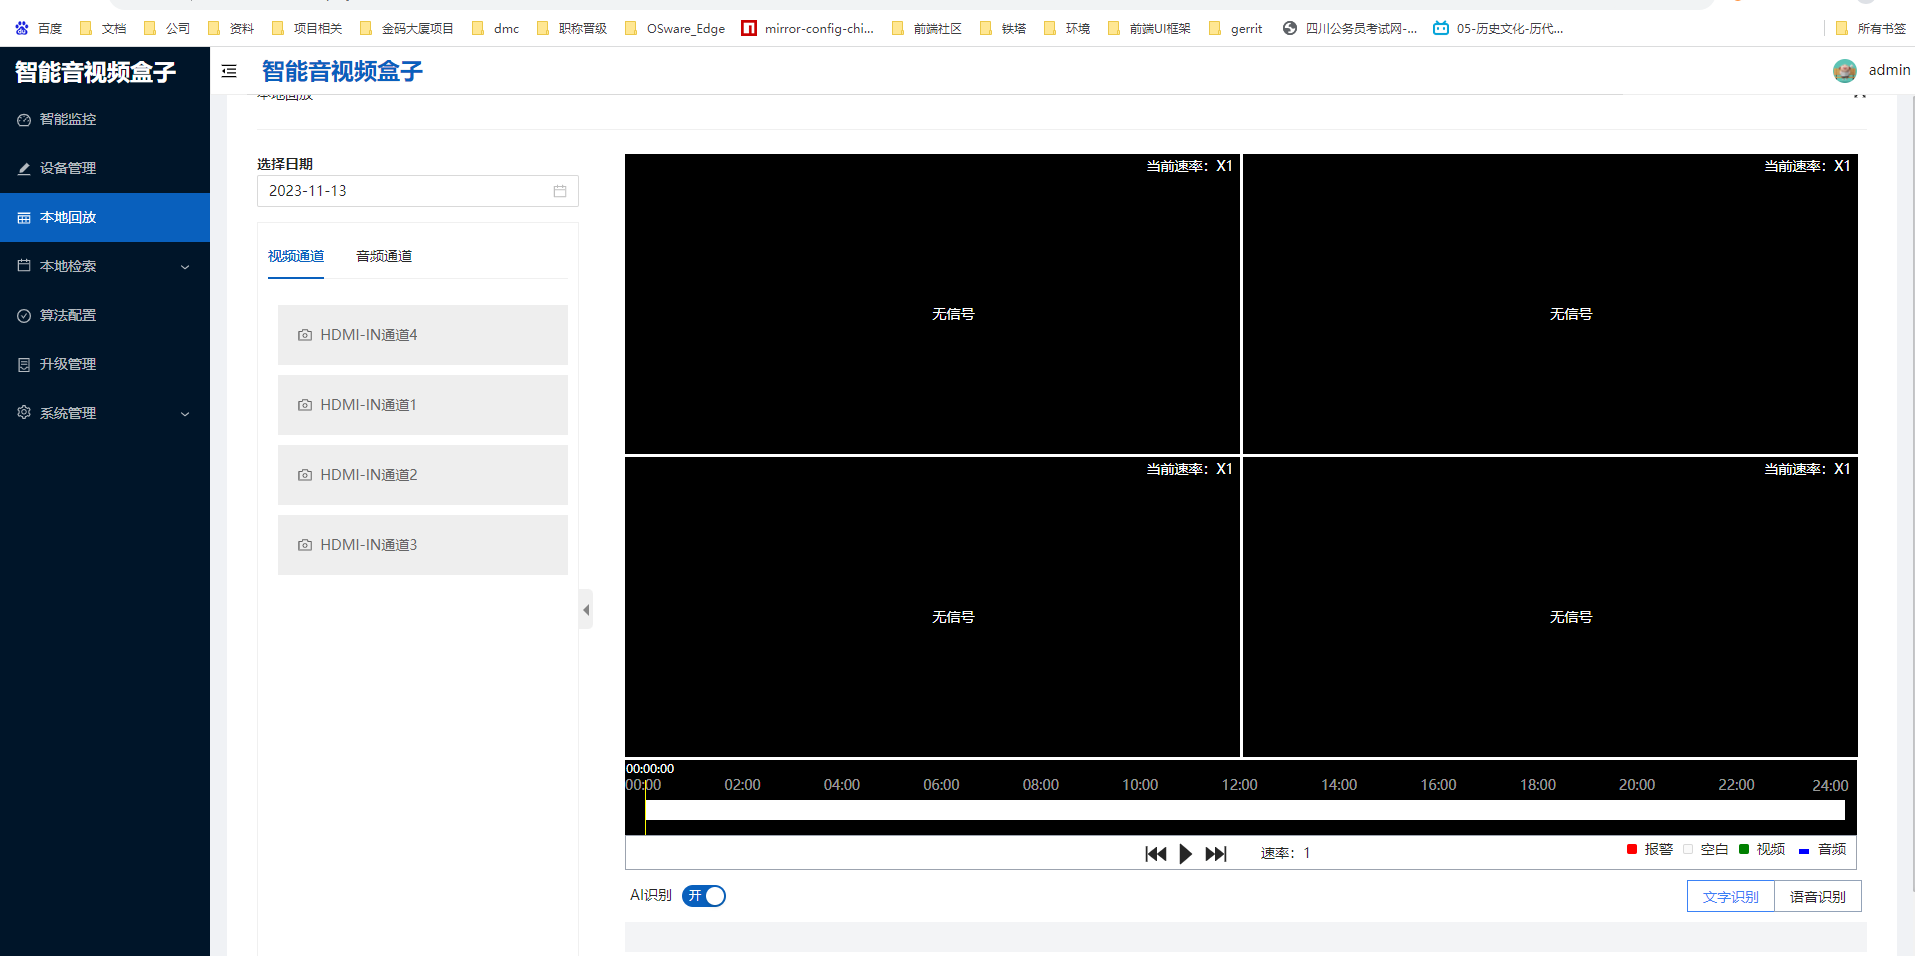 百度 文档 公司 资料 项目相关 金码大厦项目 dmc 职称晋级 OSware_Edge mirror-config-chi... 前端社区 铁塔 环境 前端UI框架 gerrit 四川公务员考试网-... 05-历史文化-历代... 所有书签
智能音视频盒子
智能音视频盒子
admin
智能监控
设备管理
本地回放
本地检索
算法配置
升级管理
系统管理
本地回放
选择日期
2023-11-13
视频通道 音频通道
HDMI-IN通道4
HDMI-IN通道1
HDMI-IN通道2
HDMI-IN通道3
当前速率：X1
无信号
当前速率：X1
无信号
当前速率：X1
无信号
当前速率：X1
无信号
00:00:00
00:00 02:00 04:00 06:00 08:00 10:00 12:00 14:00 16:00 18:00 20:00 22:00 24:00
速率：1
报警 空白 视频 音频
AI识别 开
文字识别 语音识别